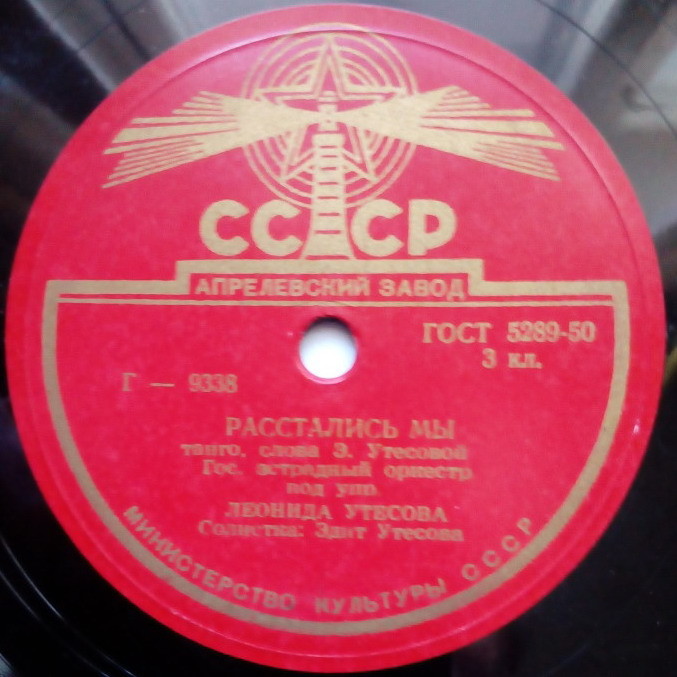 СССР
АПРЕЛЕВСКИЙ ЗАВОД
ГОСТ 5289-50
3 кл.
Г — 9338
РАССТАЛИСЬ МЫ
танго, слова Э. Утесовой
Гос. эстрадный оркестр
под упр.
ЛЕОНИДА УТЕСОВА
Солистка: Эдит Утесова
МИНИСТЕРСТВО КУЛЬТУРЫ СССР